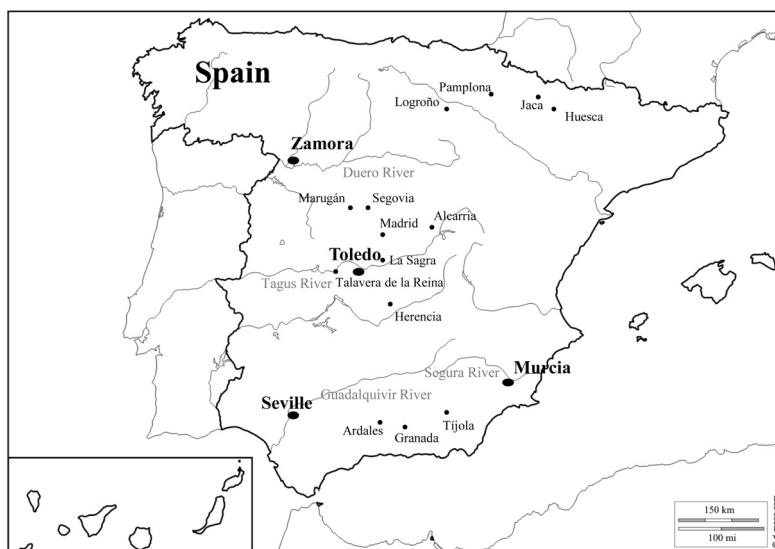 Spain
Pamplona
Jaca
Logroño
Huesca
Zamora
Duero River
Marugán
Segovia
Madrid
Alearria
Toledo
La Sagra
Tagus River
Talavera de la Reina
Herencia
Segura River
Murcia
Seville
Guadalquivir River
Ardales
Granada
Tíjola
150 km
100 mi